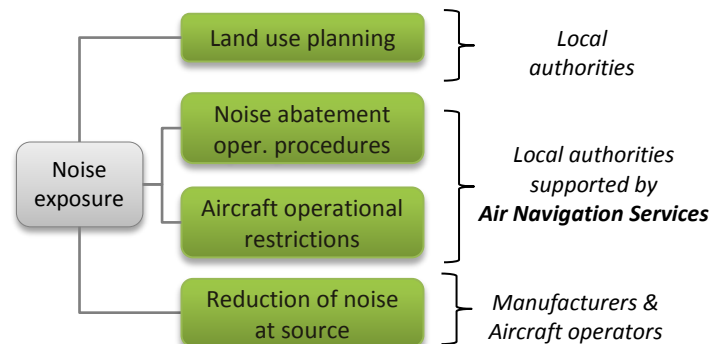 Land use planning
Local
authorities
Noise abatement
oper. procedures
Noise
exposure
Local authorities
supported by
Air Navigation Services
Aircraft operational
restrictions
Reduction of noise
at source
Manufacturers &
Aircraft operators